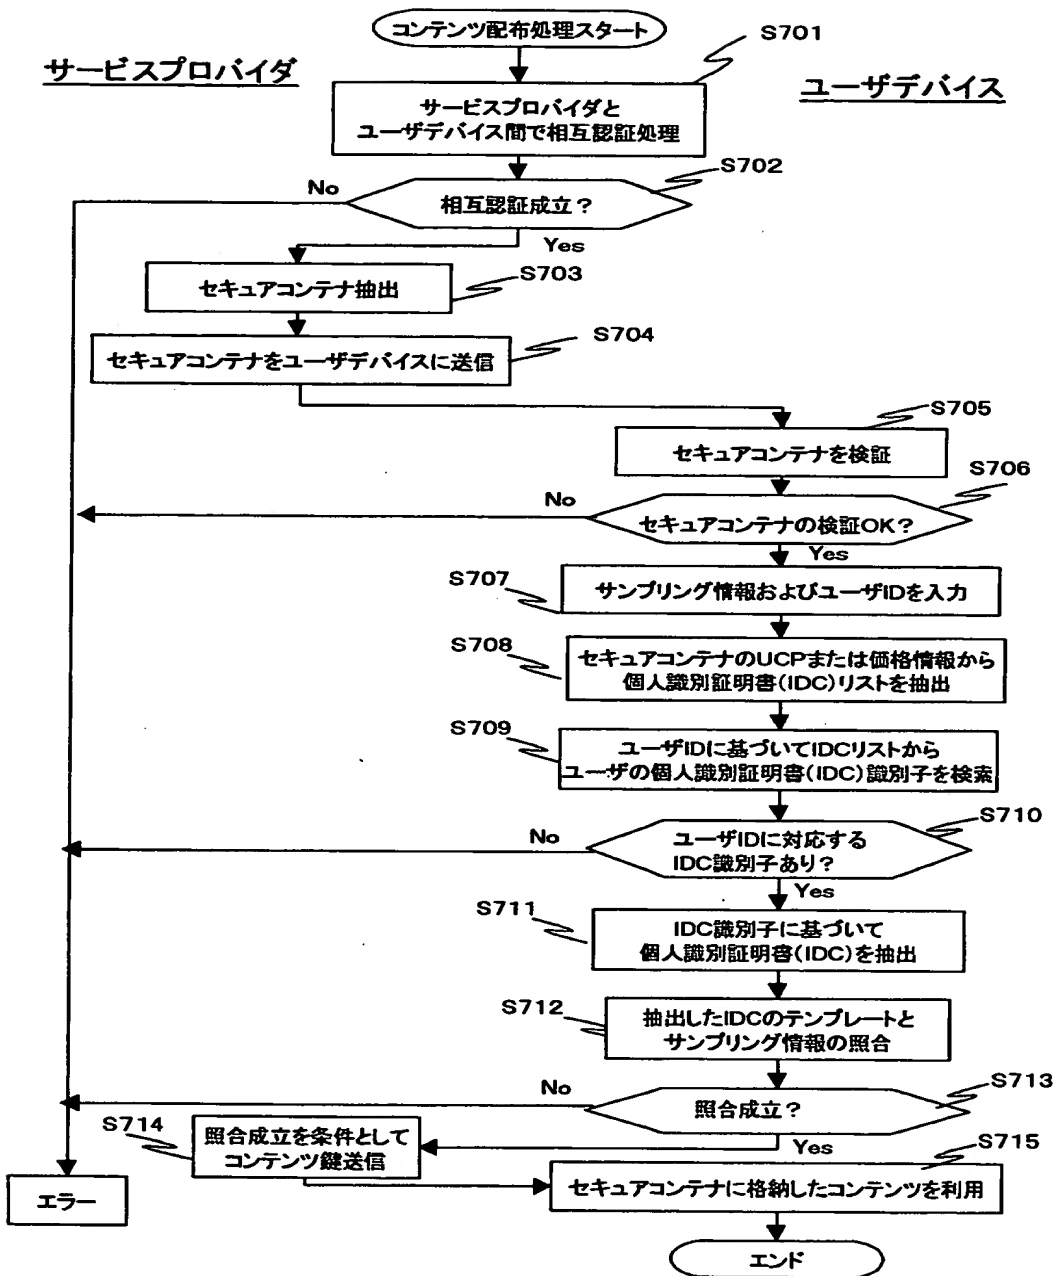 コンテンツ配布処理スタート
S701
サービスプロバイダ
ユーザデバイス
サービスプロバイダと
ユーザデバイス間で相互認証処理
S702
No
相互認証成立?
Yes
S703
セキュアコンテナ抽出
S704
セキュアコンテナをユーザデバイスに送信
S705
セキュアコンテナを検証
S706
No
セキュアコンテナの検証OK?
Yes
S707
サンプリング情報およびユーザIDを入力
S708
セキュアコンテナのUCPまたは価格情報から
個人識別証明書(IDC)リストを抽出
S709
ユーザIDに基づいてIDCリストから
ユーザの個人識別証明書(IDC)識別子を検索
S710
No
ユーザIDに対応する
IDC識別子あり?
Yes
S711
IDC識別子に基づいて
個人識別証明書(IDC)を抽出
S712
抽出したIDCのテンプレートと
サンプリング情報の照合
S713
No
照合成立?
Yes
S714
照合成立を条件として
コンテンツ鍵送信
S715
セキュアコンテナに格納したコンテンツを利用
エラー
エンド